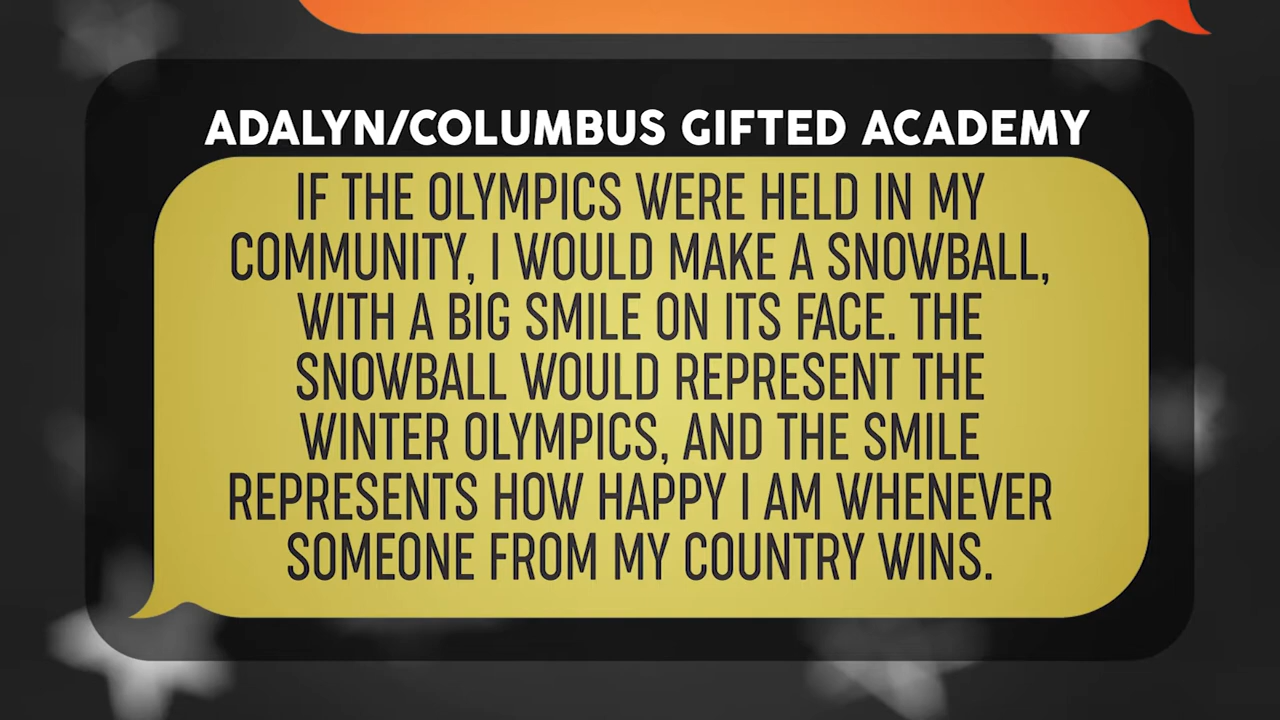 ADALYN/COLUMBUS GIFTED ACADEMY
IF THE OLYMPICS WERE HELD IN MY
COMMUNITY, I WOULD MAKE A SNOWBALL,
WITH A BIG SMILE ON ITS FACE. THE
SNOWBALL WOULD REPRESENT THE
WINTER OLYMPICS, AND THE SMILE
REPRESENTS HOW HAPPY I AM WHENEVER
SOMEONE FROM MY COUNTRY WINS.